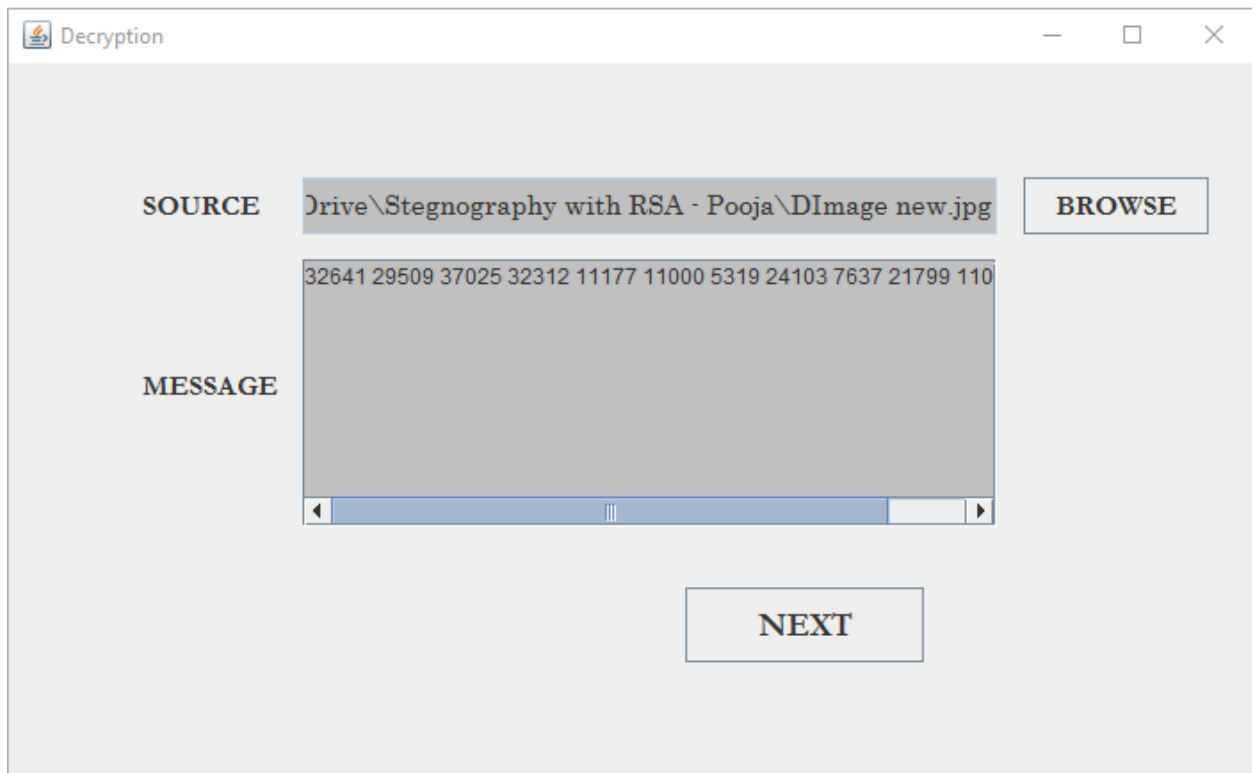 Decryption
SOURCE
Drive\Stegnography with RSA - Pooja\DImage new.jpg
BROWSE
32641 29509 37025 32312 11177 11000 5319 24103 7637 21799 110
MESSAGE
NEXT